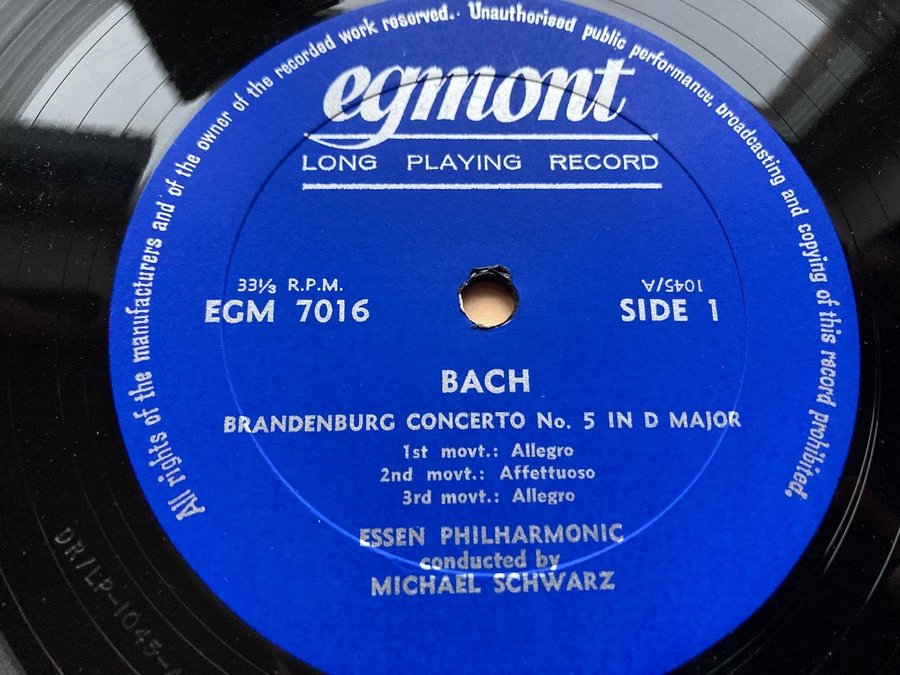 All rights of the manufacturers and of the owner of the recorded work reserved. Unauthorised public performance, broadcasting and copying of this record prohibited.
egmont
LONG PLAYING RECORD
33⅓ R.P.M.
1045/A
EGM 7016
SIDE 1
BACH
BRANDENBURG CONCERTO No. 5 IN D MAJOR
1st movt.: Allegro
2nd movt.: Affettuoso
3rd movt.: Allegro
ESSEN PHILHARMONIC
conducted by
MICHAEL SCHWARZ
DR/LP-1045-